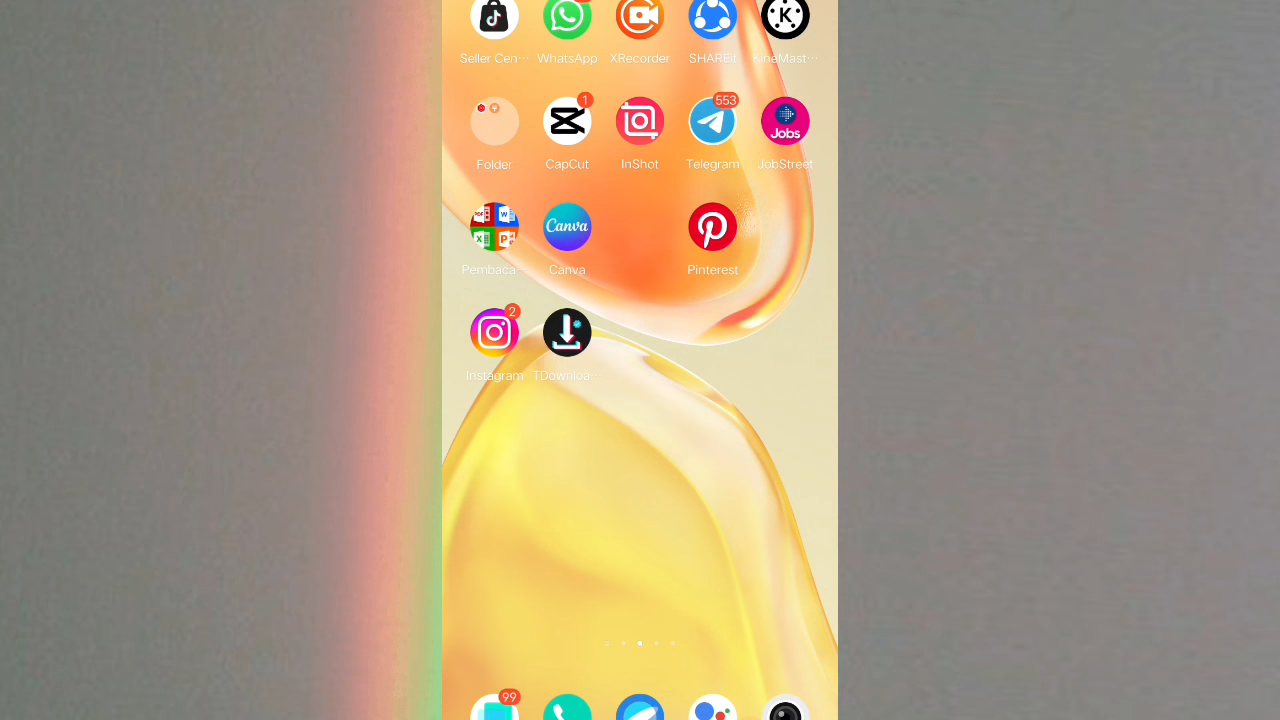 Seller Cen···
WhatsApp
XRecorder
SHAREit
KineMast···
K
1
553
Jobs
Folder
CapCut
InShot
Telegram
JobStreet
PDF
W
X
P
Canva
Pembaca
Canva
Pinterest
2
Instagram
TDownloa···
99